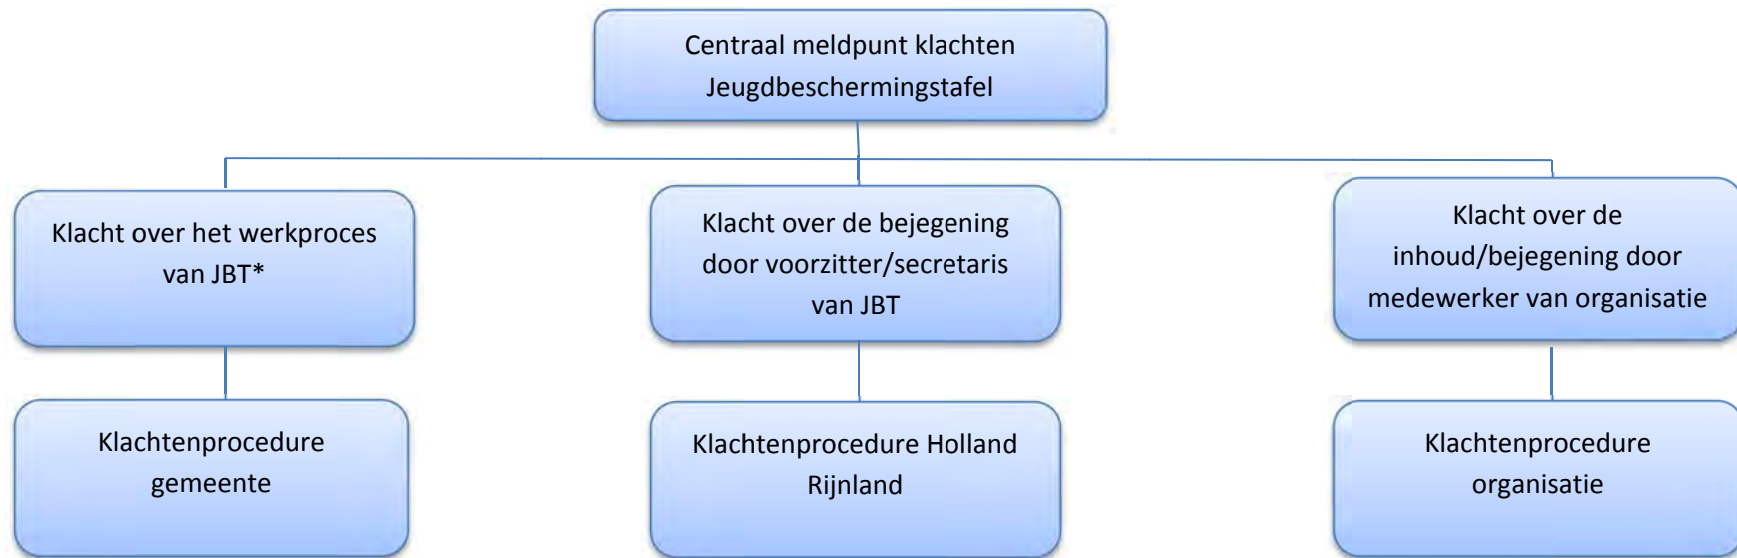 Centraal meldpunt klachten
Jeugdbeschermingstafel
Klacht over het werkproces
van JBT*
Klacht over de bejegening
door voorzitter/secretaris
van JBT
Klacht over de
inhoud/bejegening door
medewerker van organisatie
Klachtenprocedure
gemeente
Klachtenprocedure Holland
Rijnland
Klachtenprocedure
organisatie